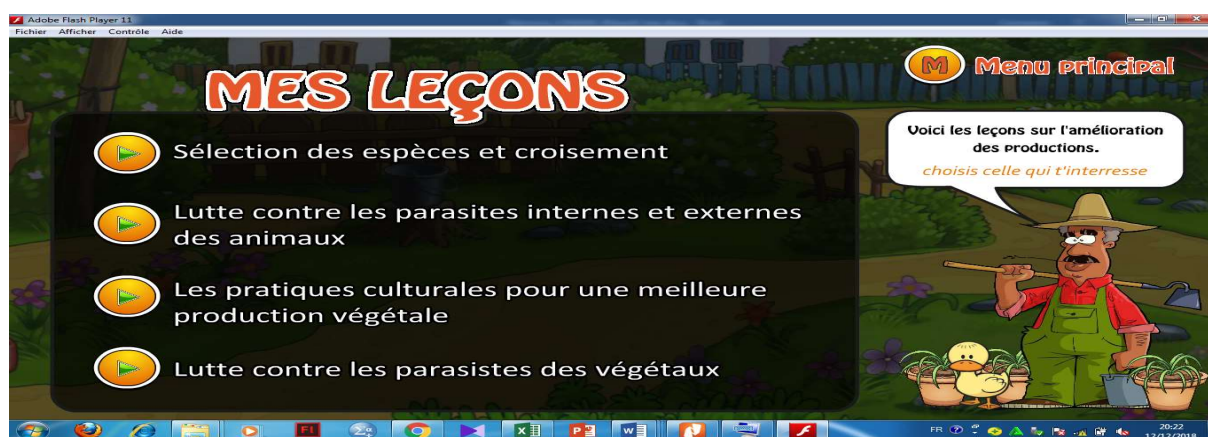 Adobe Flash Player 11
Fichier Afficher Contrôle Aide
MES LEÇONS
M Menu principal
Voici les leçons sur l'amélioration
des productions.
choisis celle qui t'interresse
Sélection des espèces et croisement
Lutte contre les parasites internes et externes
des animaux
Les pratiques culturales pour une meilleure
production végétale
Lutte contre les parasistes des végétaux
FR
20:22
12/12/2018